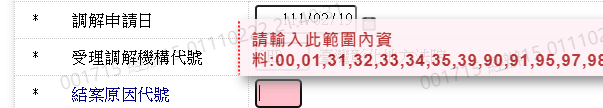 * 調解申請日 111/02/10
請輸入此範圍內資
* 受理調解機構代號
料:00,01,31,32,33,34,35,39,90,91,95,97,98
* 結案原因代號